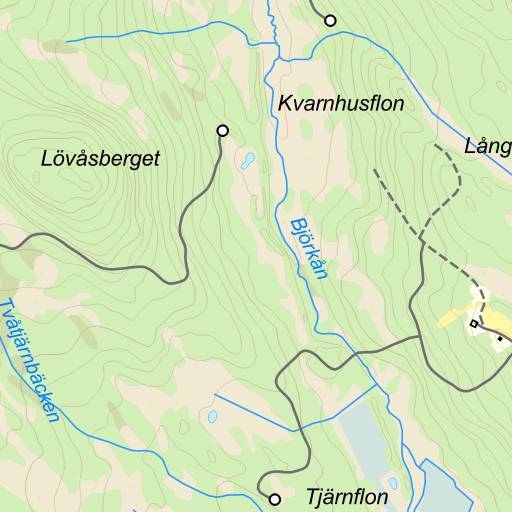 Kvarnhusflon
Lång
Lövåsberget
Björkån
Tvåtjärnbäcken
Tjärnflon